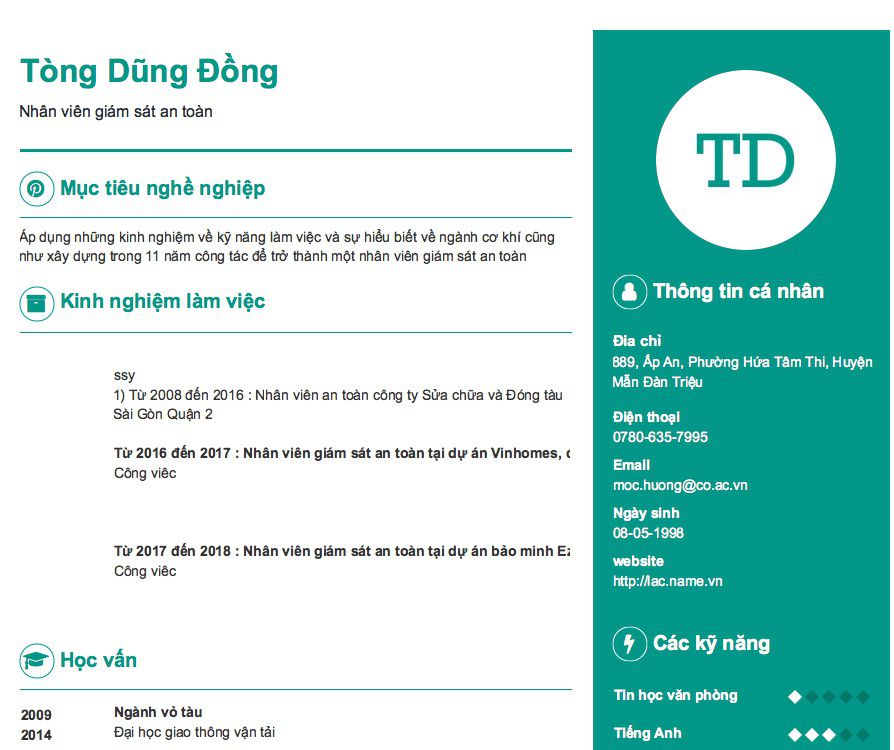 Tòng Dũng Đồng
Nhân viên giám sát an toàn
Mục tiêu nghề nghiệp
Áp dụng những kinh nghiệm về kỹ năng làm việc và sự hiểu biết về ngành cơ khí cũng
như xây dựng trong 11 năm công tác để trở thành một nhân viên giám sát an toàn
Kinh nghiệm làm việc
ssy
1) Từ 2008 đến 2016 : Nhân viên an toàn công ty Sửa chữa và Đóng tàu
Sài Gòn Quận 2
Từ 2016 đến 2017 : Nhân viên giám sát an toàn tại dự án Vinhomes,
Công viêc
Từ 2017 đến 2018 : Nhân viên giám sát an toàn tại dự án bảo minh Ez
Công viêc
Học vấn
2009
2014
Ngành vỏ tàu
Đại học giao thông vận tải
TD
Thông tin cá nhân
Địa chỉ
889, Ấp An, Phường Hứa Tâm Thi, Huyện
Mẫn Đàn Triệu
Điện thoại
0780-635-7995
Email
moc.huong@co.ac.vn
Ngày sinh
08-05-1998
website
http://lac.name.vn
Các kỹ năng
Tin học văn phòng
Tiếng Anh